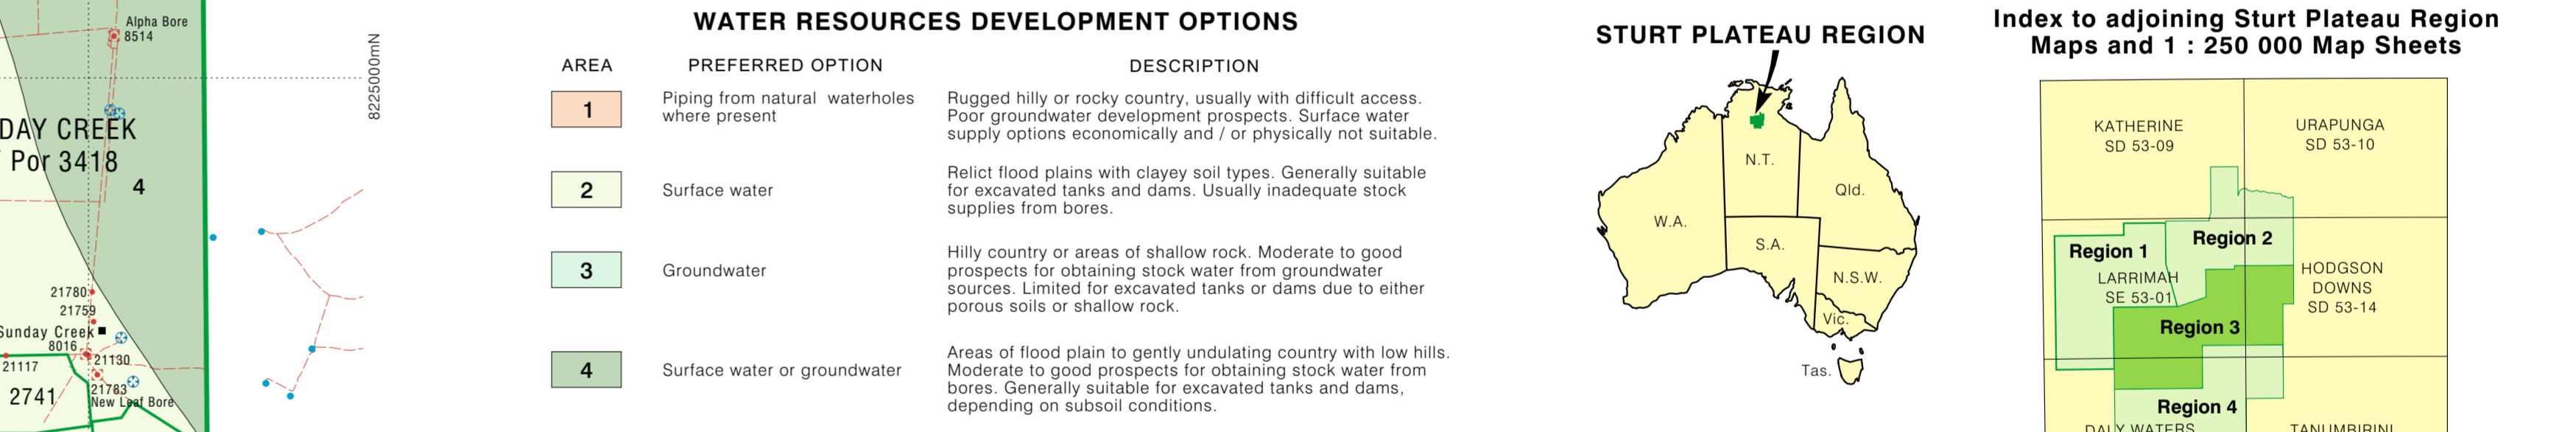 Alpha Bore
8514
8225000mN
DAY CREEK
Por 3418
4
21780
21759
Sunday Creek
8016
21130
21117
21783
2741
New Leaf Bore
WATER RESOURCES DEVELOPMENT OPTIONS
AREA PREFERRED OPTION DESCRIPTION
1
Piping from natural waterholes
where present
Rugged hilly or rocky country, usually with difficult access.
Poor groundwater development prospects. Surface water
supply options economically and / or physically not suitable.
2
Surface water
Relict flood plains with clayey soil types. Generally suitable
for excavated tanks and dams. Usually inadequate stock
supplies from bores.
3
Groundwater
Hilly country or areas of shallow rock. Moderate to good
prospects for obtaining stock water from groundwater
sources. Limited for excavated tanks or dams due to either
porous soils or shallow rock.
4
Surface water or groundwater
Areas of flood plain to gently undulating country with low hills.
Moderate to good prospects for obtaining stock water from
bores. Generally suitable for excavated tanks and dams,
depending on subsoil conditions.
STURT PLATEAU REGION
N.T.
Qld.
W.A.
S.A.
N.S.W.
Vic.
Tas.
Index to adjoining Sturt Plateau Region
Maps and 1 : 250 000 Map Sheets
KATHERINE
SD 53-09
URAPUNGA
SD 53-10
Region 1
Region 2
LARRIMAH
SE 53-01
HODGSON
DOWNS
SD 53-14
Region 3
Region 4
DALY WATERS
TANUMBIRINI